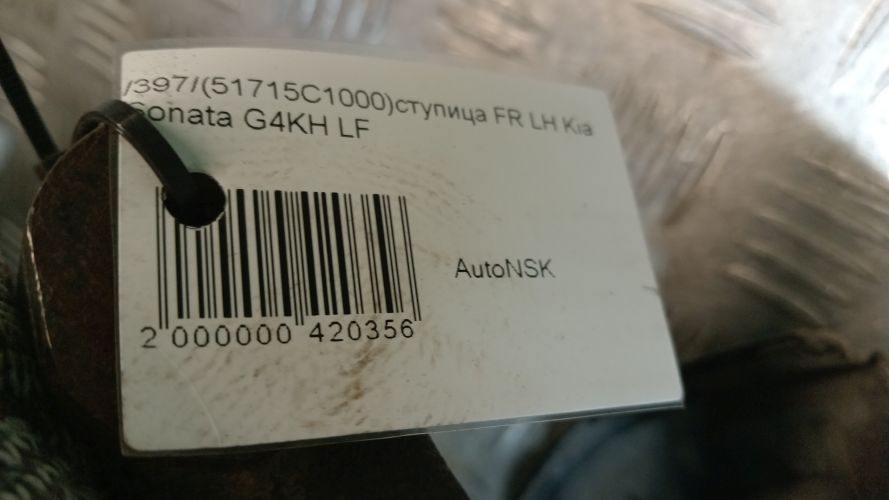 /397/(51715C1000)ступица FR LH Kia
Sonata G4KH LF
AutoNSK
2 000000 420356